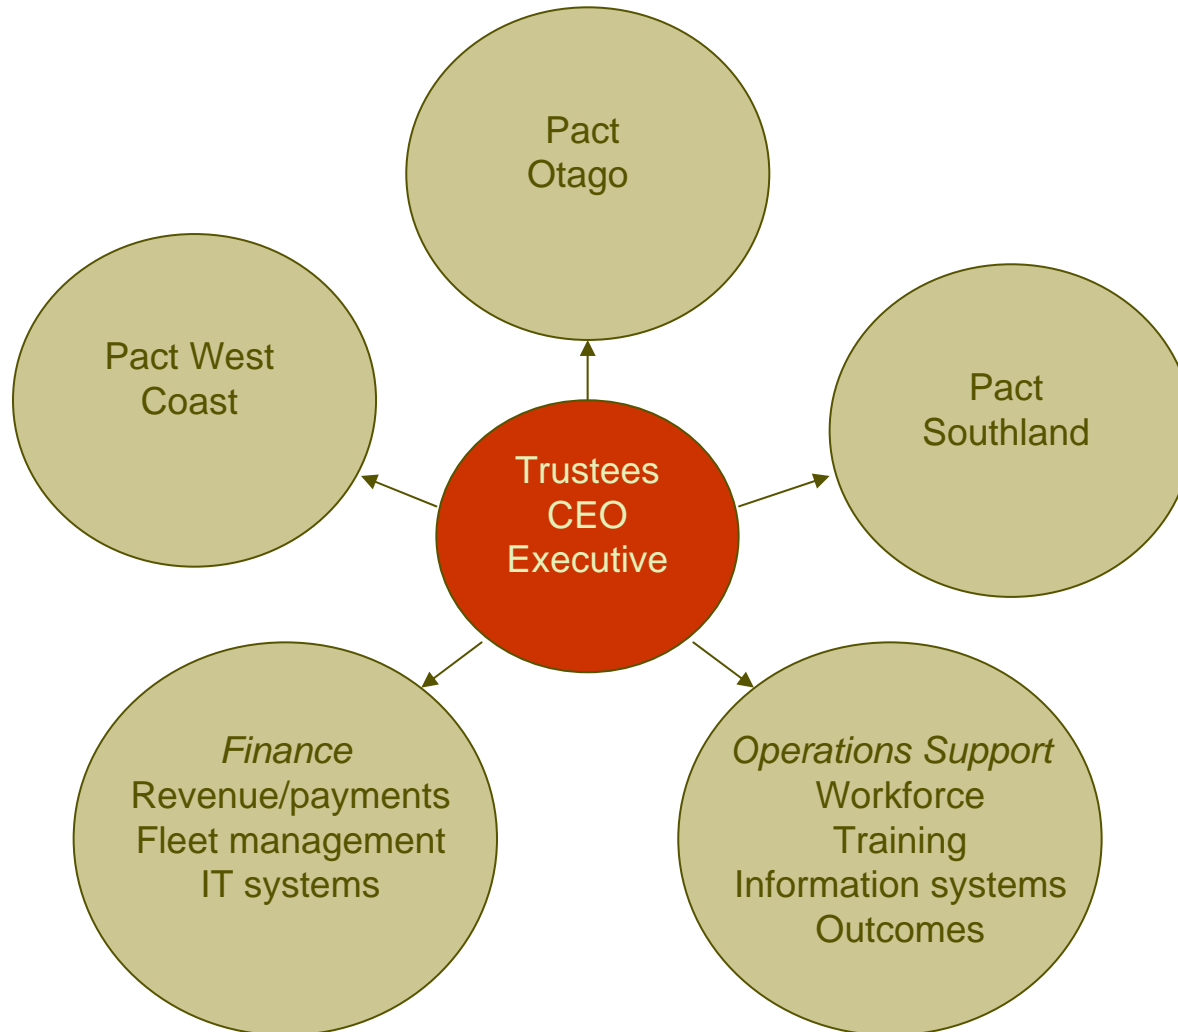 Pact
Otago
Pact West
Coast
Pact
Southland
Trustees
CEO
Executive
Finance
Revenue/payments
Fleet management
IT systems
Operations Support
Workforce
Training
Information systems
Outcomes